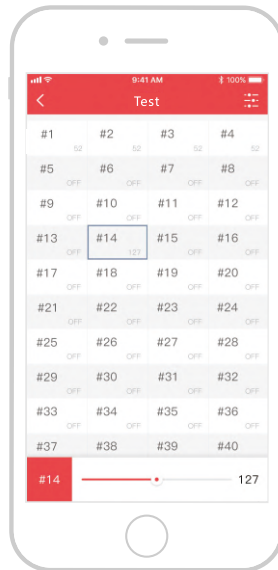 9:41 AM 100%
Test
#1 #2 #3 #4
52 52 52 52
#5 #6 #7 #8
OFF OFF OFF OFF
#9 #10 #11 #12
OFF OFF OFF OFF
#13 #14 #15 #16
OFF 127 OFF OFF
#17 #18 #19 #20
OFF OFF OFF OFF
#21 #22 #23 #24
OFF OFF OFF OFF
#25 #26 #27 #28
OFF OFF OFF OFF
#29 #30 #31 #32
OFF OFF OFF OFF
#33 #34 #35 #36
OFF OFF OFF OFF
#37 #38 #39 #40
#14 127